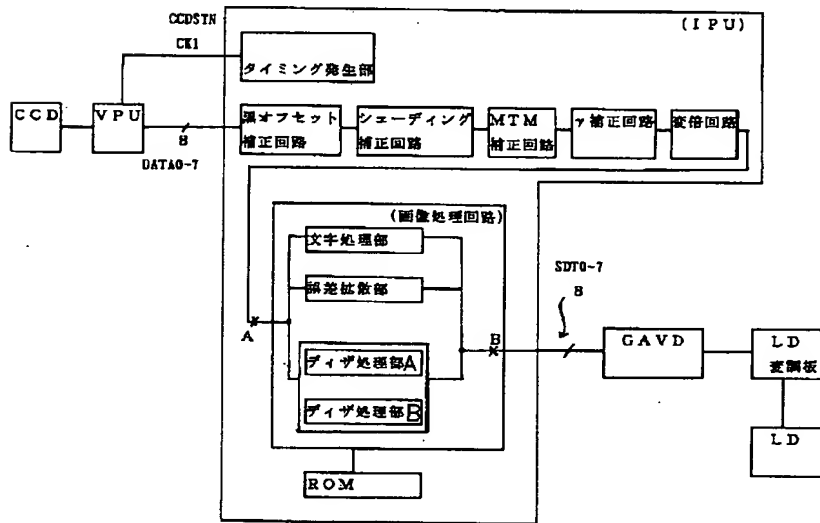 CCDSTN
(IPU)
CK1
タイミング発生部
CCD
VPU
8
DATA0~7
黒オフセット
補正回路
シェーディング
補正回路
MTM
補正回路
γ補正回路
変倍回路
(画像処理回路)
文字処理部
誤差拡散部
A
ディザ処理部A
ディザ処理部B
B
SDT0~7
8
GAVD
LD
変調板
LD
ROM